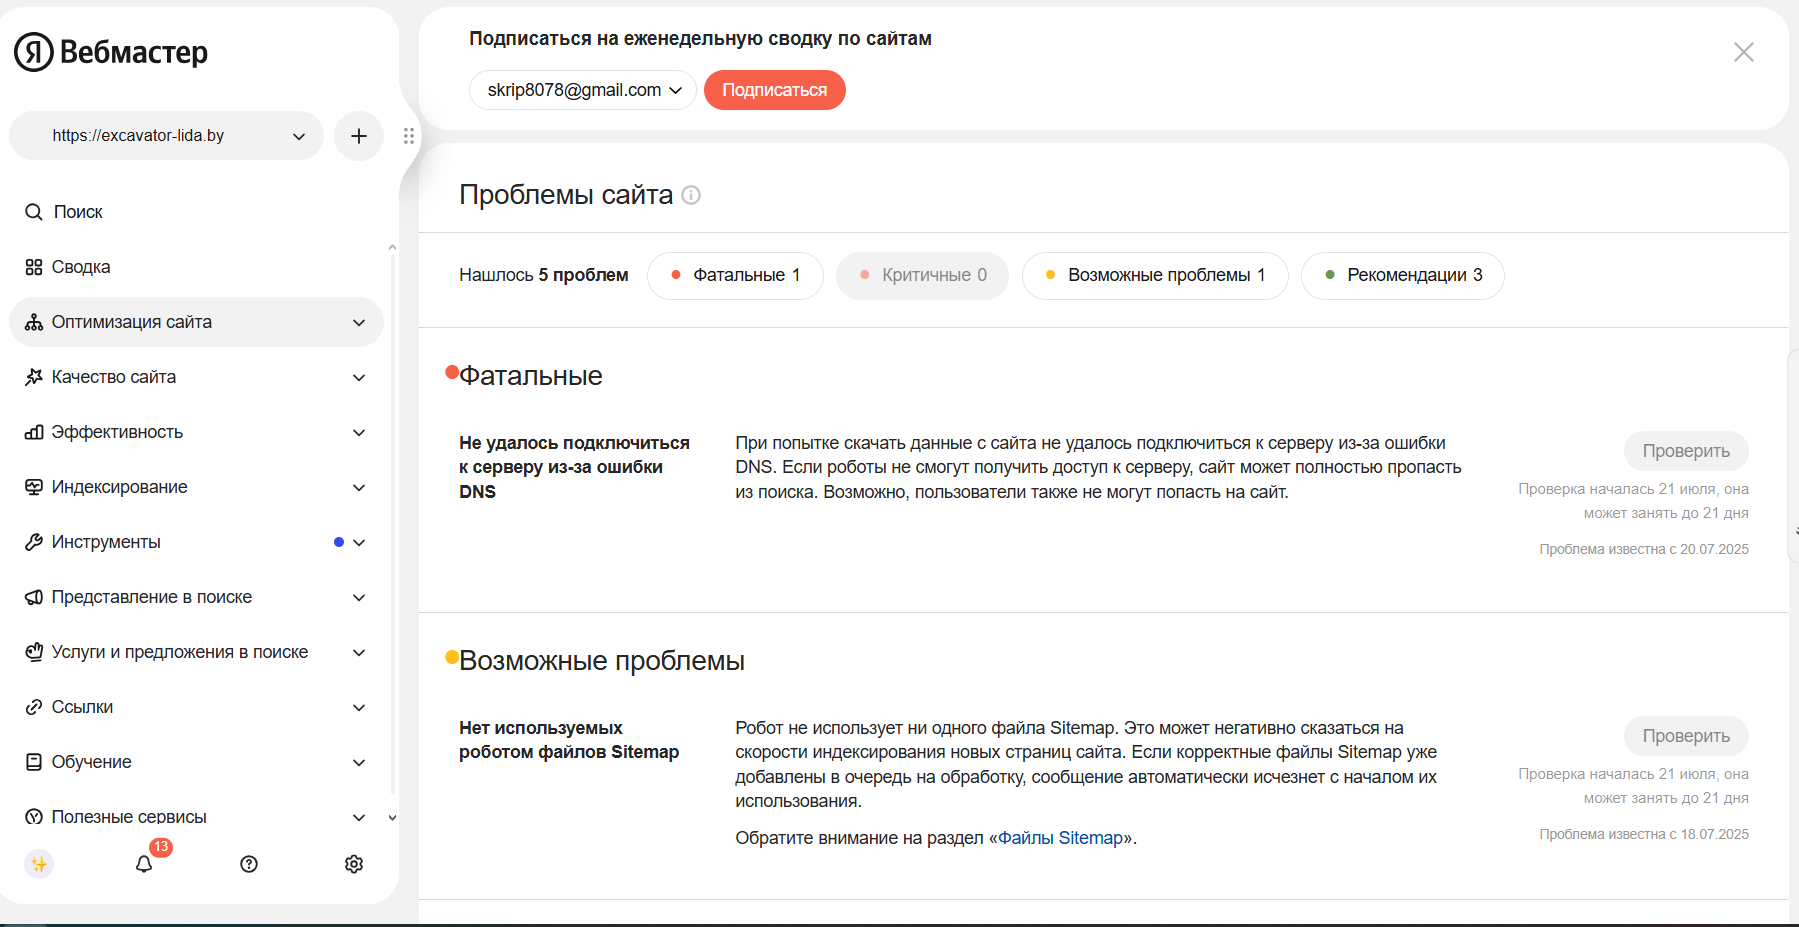 Я Вебмастер
https://excavator-lida.by
Поиск
Сводка
Оптимизация сайта
Качество сайта
Эффективность
Индексирование
Инструменты
Представление в поиске
Услуги и предложения в поиске
Ссылки
Обучение
Полезные сервисы
13
Подписаться на еженедельную сводку по сайтам
skrip8078@gmail.com
Подписаться
Проблемы сайта
Нашлось 5 проблем
Фатальные 1
Критичные 0
Возможные проблемы 1
Рекомендации 3
Фатальные
Не удалось подключиться
к серверу из-за ошибки
DNS
При попытке скачать данные с сайта не удалось подключиться к серверу из-за ошибки
DNS. Если роботы не смогут получить доступ к серверу, сайт может полностью пропасть
из поиска. Возможно, пользователи также не могут попасть на сайт.
Проверить
Проверка началась 21 июля, она
может занять до 21 дня
Проблема известна с 20.07.2025
Возможные проблемы
Нет используемых
роботом файлов Sitemap
Робот не использует ни одного файла Sitemap. Это может негативно сказаться на
скорости индексирования новых страниц сайта. Если корректные файлы Sitemap уже
добавлены в очередь на обработку, сообщение автоматически исчезнет с началом их
использования.
Обратите внимание на раздел «Файлы Sitemap».
Проверить
Проверка началась 21 июля, она
может занять до 21 дня
Проблема известна с 18.07.2025